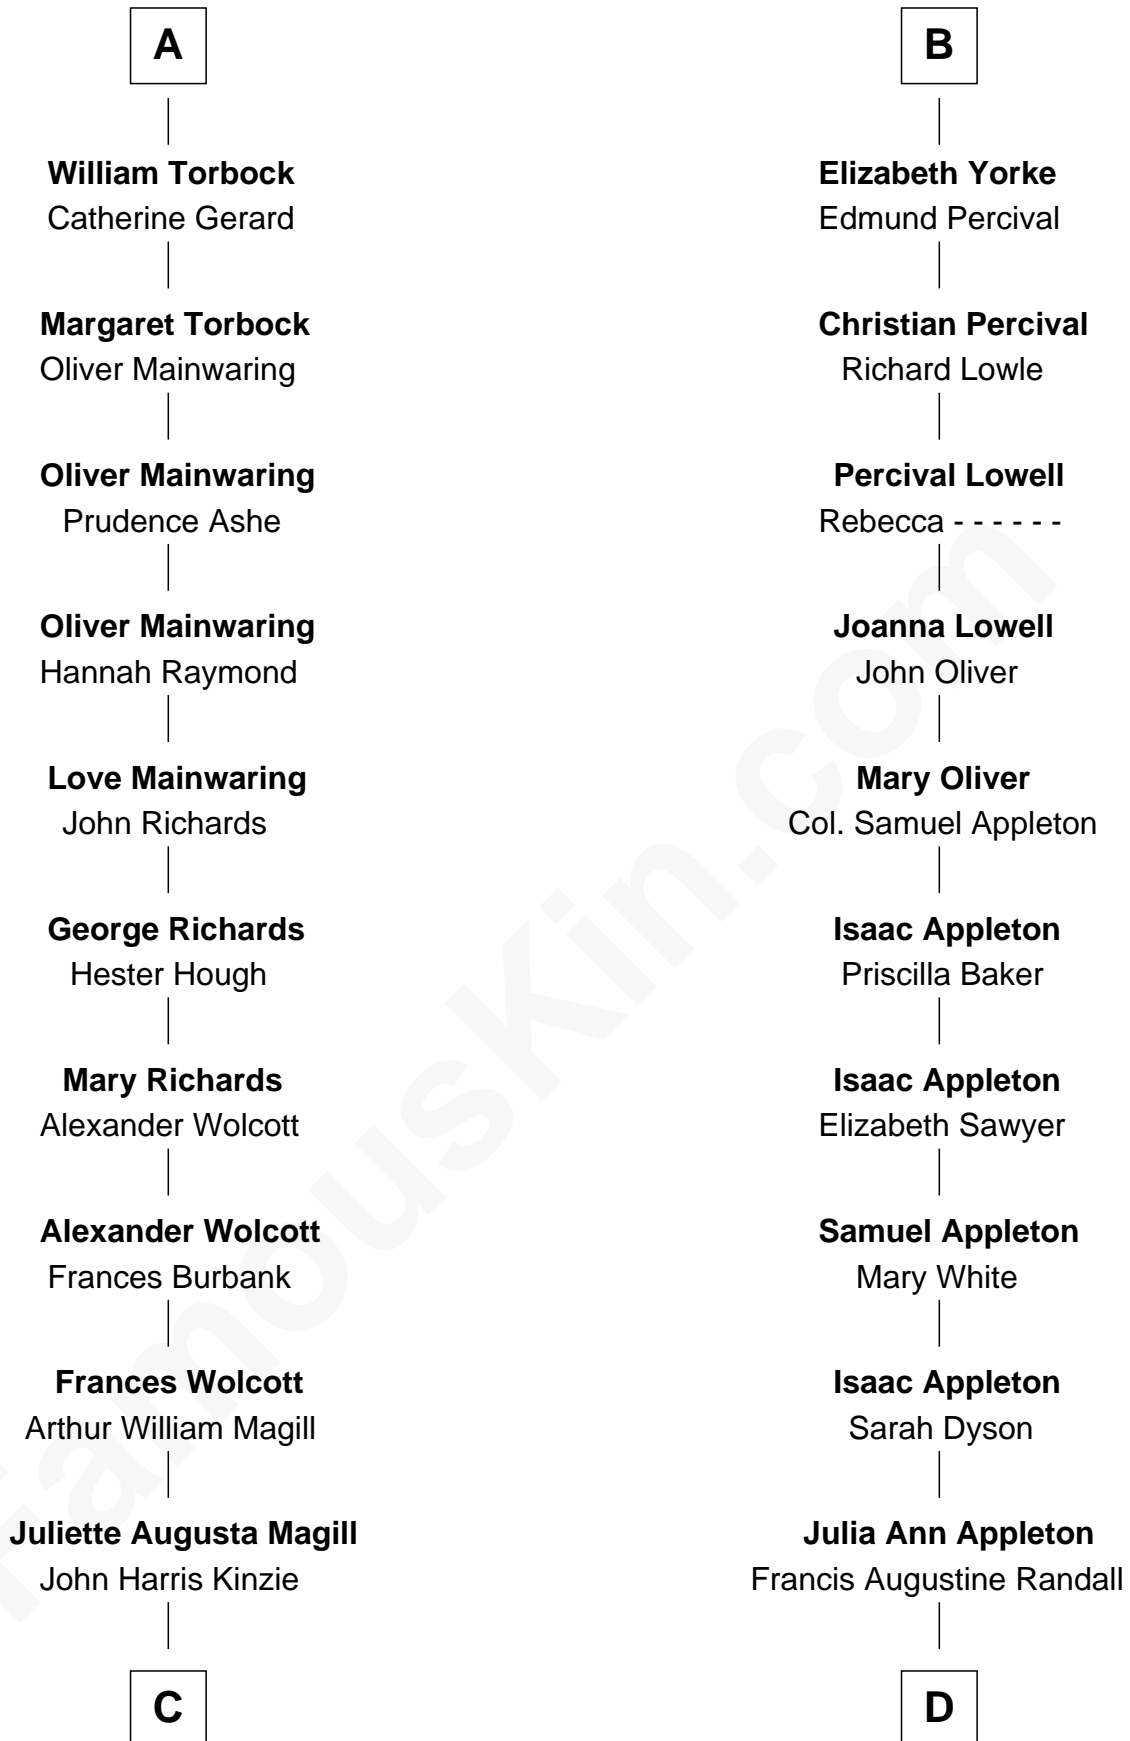 A
William Torbock
Catherine Gerard
Margaret Torbock
Oliver Mainwaring
Oliver Mainwaring
Prudence Ashe
Oliver Mainwaring
Hannah Raymond
Love Mainwaring
John Richards
George Richards
Hester Hough
Mary Richards
Alexander Wolcott
Alexander Wolcott
Frances Burbank
Frances Wolcott
Arthur William Magill
Juliette Augusta Magill
John Harris Kinzie
C
B
Elizabeth Yorke
Edmund Percival
Christian Percival
Richard Lowle
Percival Lowell
Rebecca - - - - - -
Joanna Lowell
John Oliver
Mary Oliver
Col. Samuel Appleton
Isaac Appleton
Priscilla Baker
Isaac Appleton
Elizabeth Sawyer
Samuel Appleton
Mary White
Isaac Appleton
Sarah Dyson
Julia Ann Appleton
Francis Augustine Randall
D
FamousKin.com